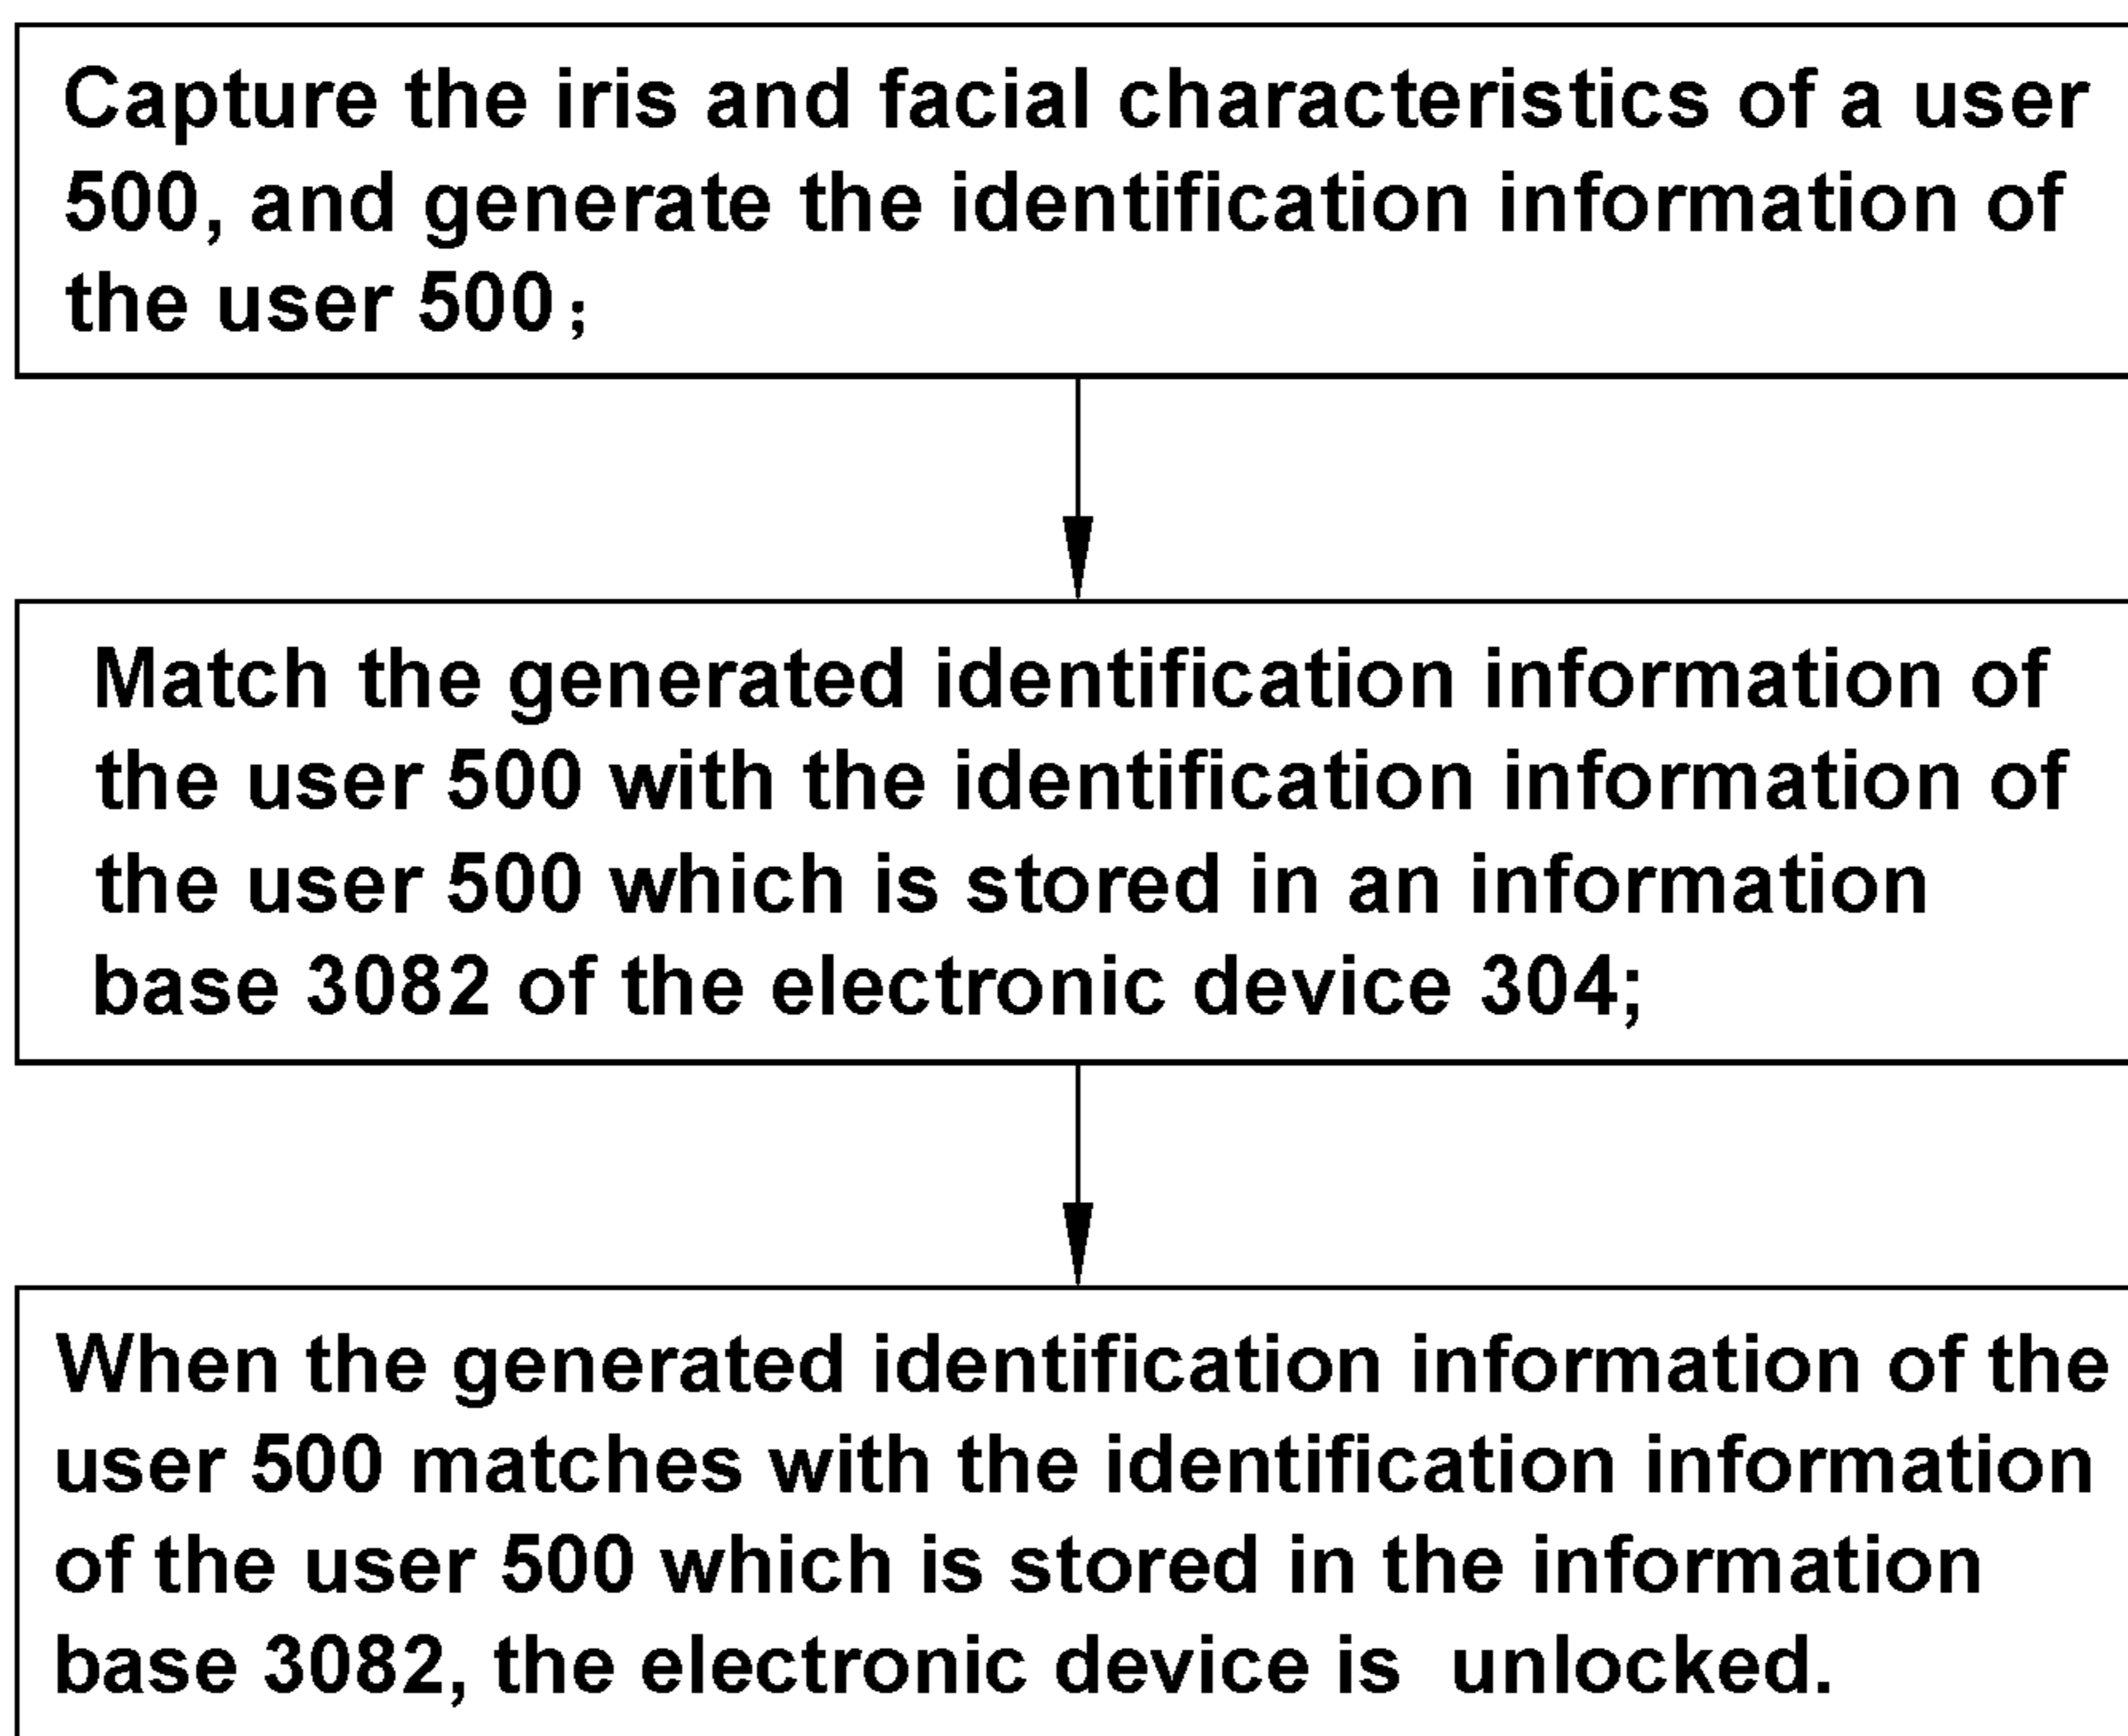 Capture the iris and facial characteristics of a user
500, and generate the identification information of
the user 500;
Match the generated identification information of
the user 500 with the identification information of
the user 500 which is stored in an information
base 3082 of the electronic device 304;
When the generated identification information of the
user 500 matches with the identification information
of the user 500 which is stored in the information
base 3082, the electronic device is  unlocked.